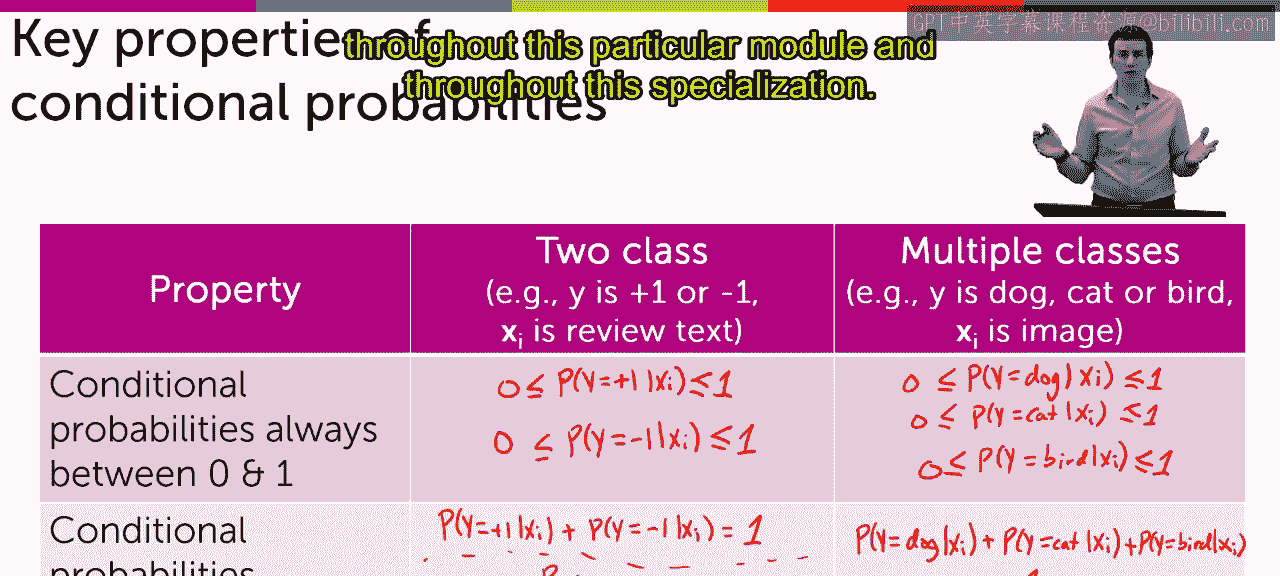 GPT中英字幕课程资源@bilibili.com
Key properties of
conditional probabilities
throughout this particular module and
throughout this specialization.
Property
Two class
(e.g., y is +1 or -1,
xi is review text)
Multiple classes
(e.g., y is dog, cat or bird,
xi is image)
Conditional
probabilities always
between 0 & 1
0 ≤ P(y=+1|xi) ≤ 1
0 ≤ P(y=-1|xi) ≤ 1
0 ≤ P(y=dog|xi) ≤ 1
0 ≤ P(y=cat|xi) ≤ 1
0 ≤ P(y=bird|xi) ≤ 1
Conditional
probabilities
P(y=+1|xi) + P(y=-1|xi) = 1
P(y=dog|xi) + P(y=cat|xi) + P(y=bird|xi)